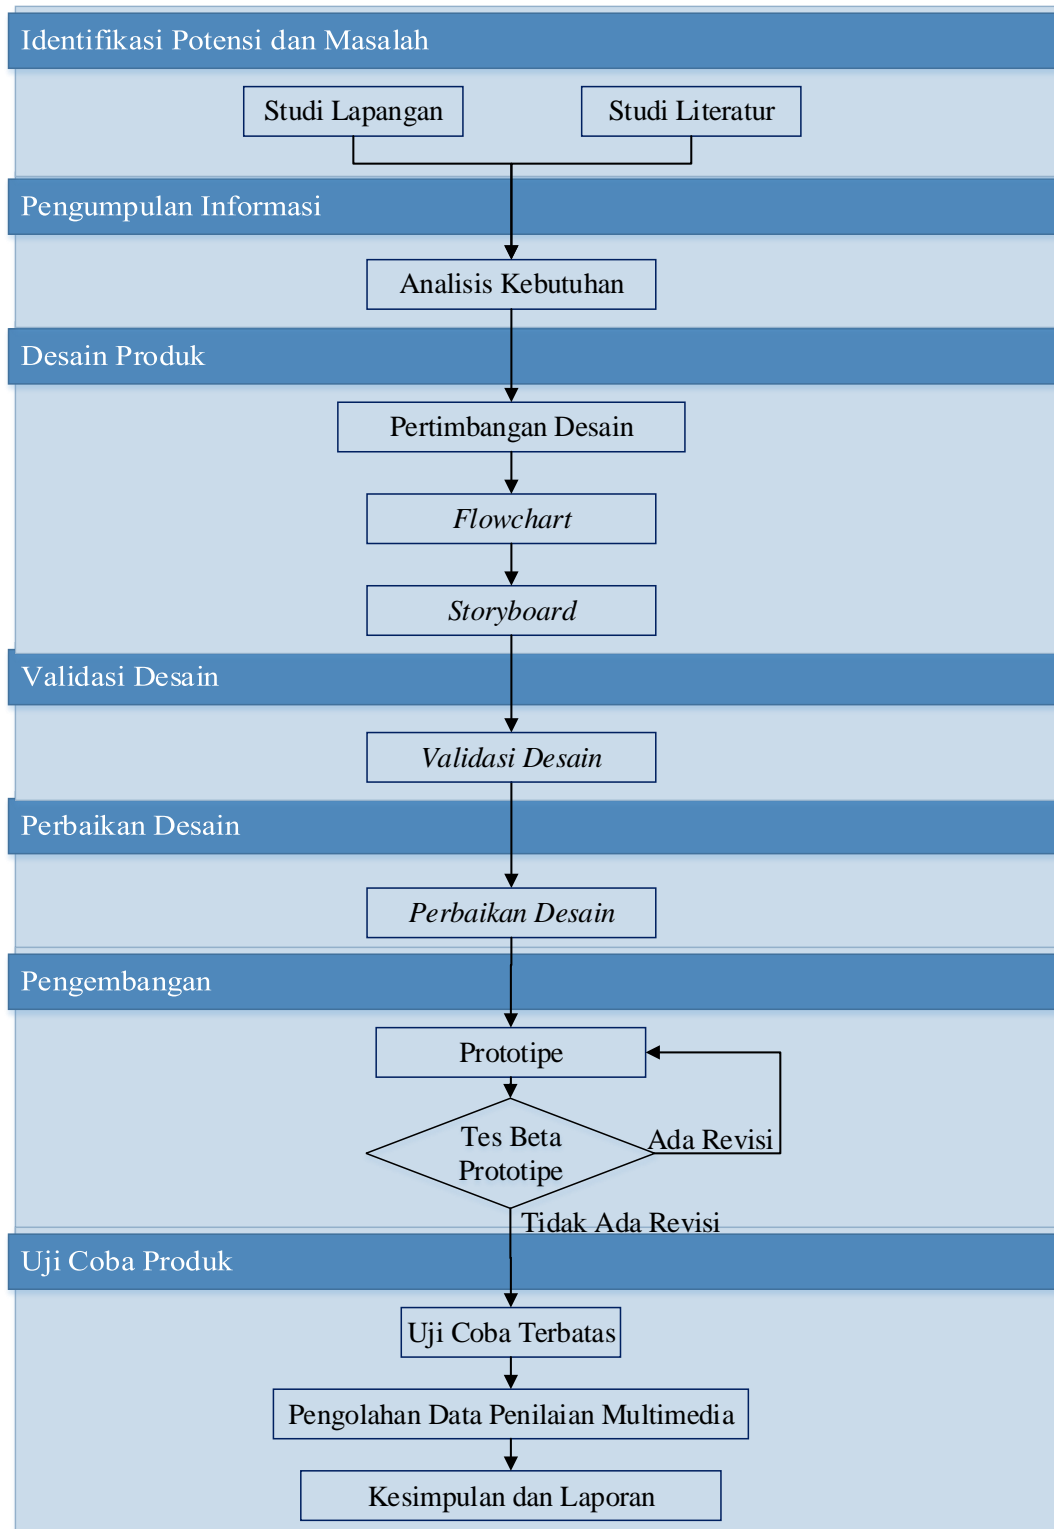 Identifikasi Potensi dan Masalah
Studi Lapangan
Studi Literatur
Pengumpulan Informasi
Analisis Kebutuhan
Desain Produk
Pertimbangan Desain
Flowchart
Storyboard
Validasi Desain
Validasi Desain
Perbaikan Desain
Perbaikan Desain
Pengembangan
Prototipe
Tes Beta
Prototipe
Ada Revisi
Tidak Ada Revisi
Uji Coba Produk
Uji Coba Terbatas
Pengolahan Data Penilaian Multimedia
Kesimpulan dan Laporan